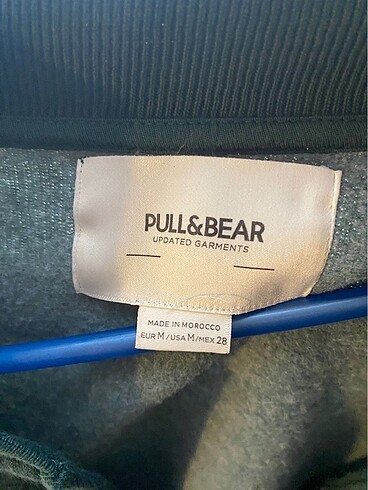 PULL&BEAR
UPDATED GARMENTS
MADE IN MOROCCO
EUR M/USA M/MEX 28